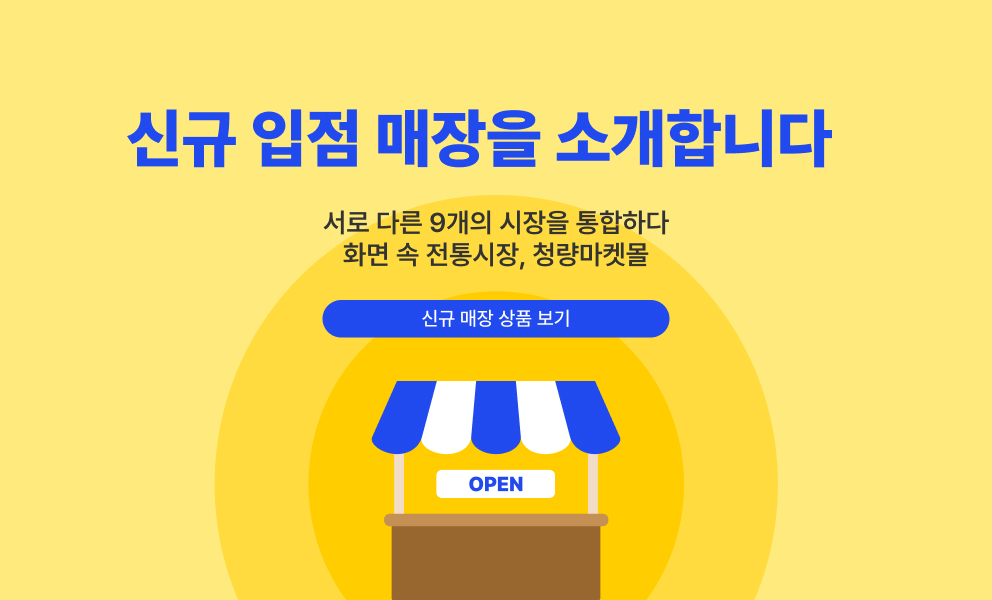 신규 입점 매장을 소개합니다
서로 다른 9개의 시장을 통합하다
화면 속 전통시장, 청량마켓몰
신규 매장 상품 보기
OPEN